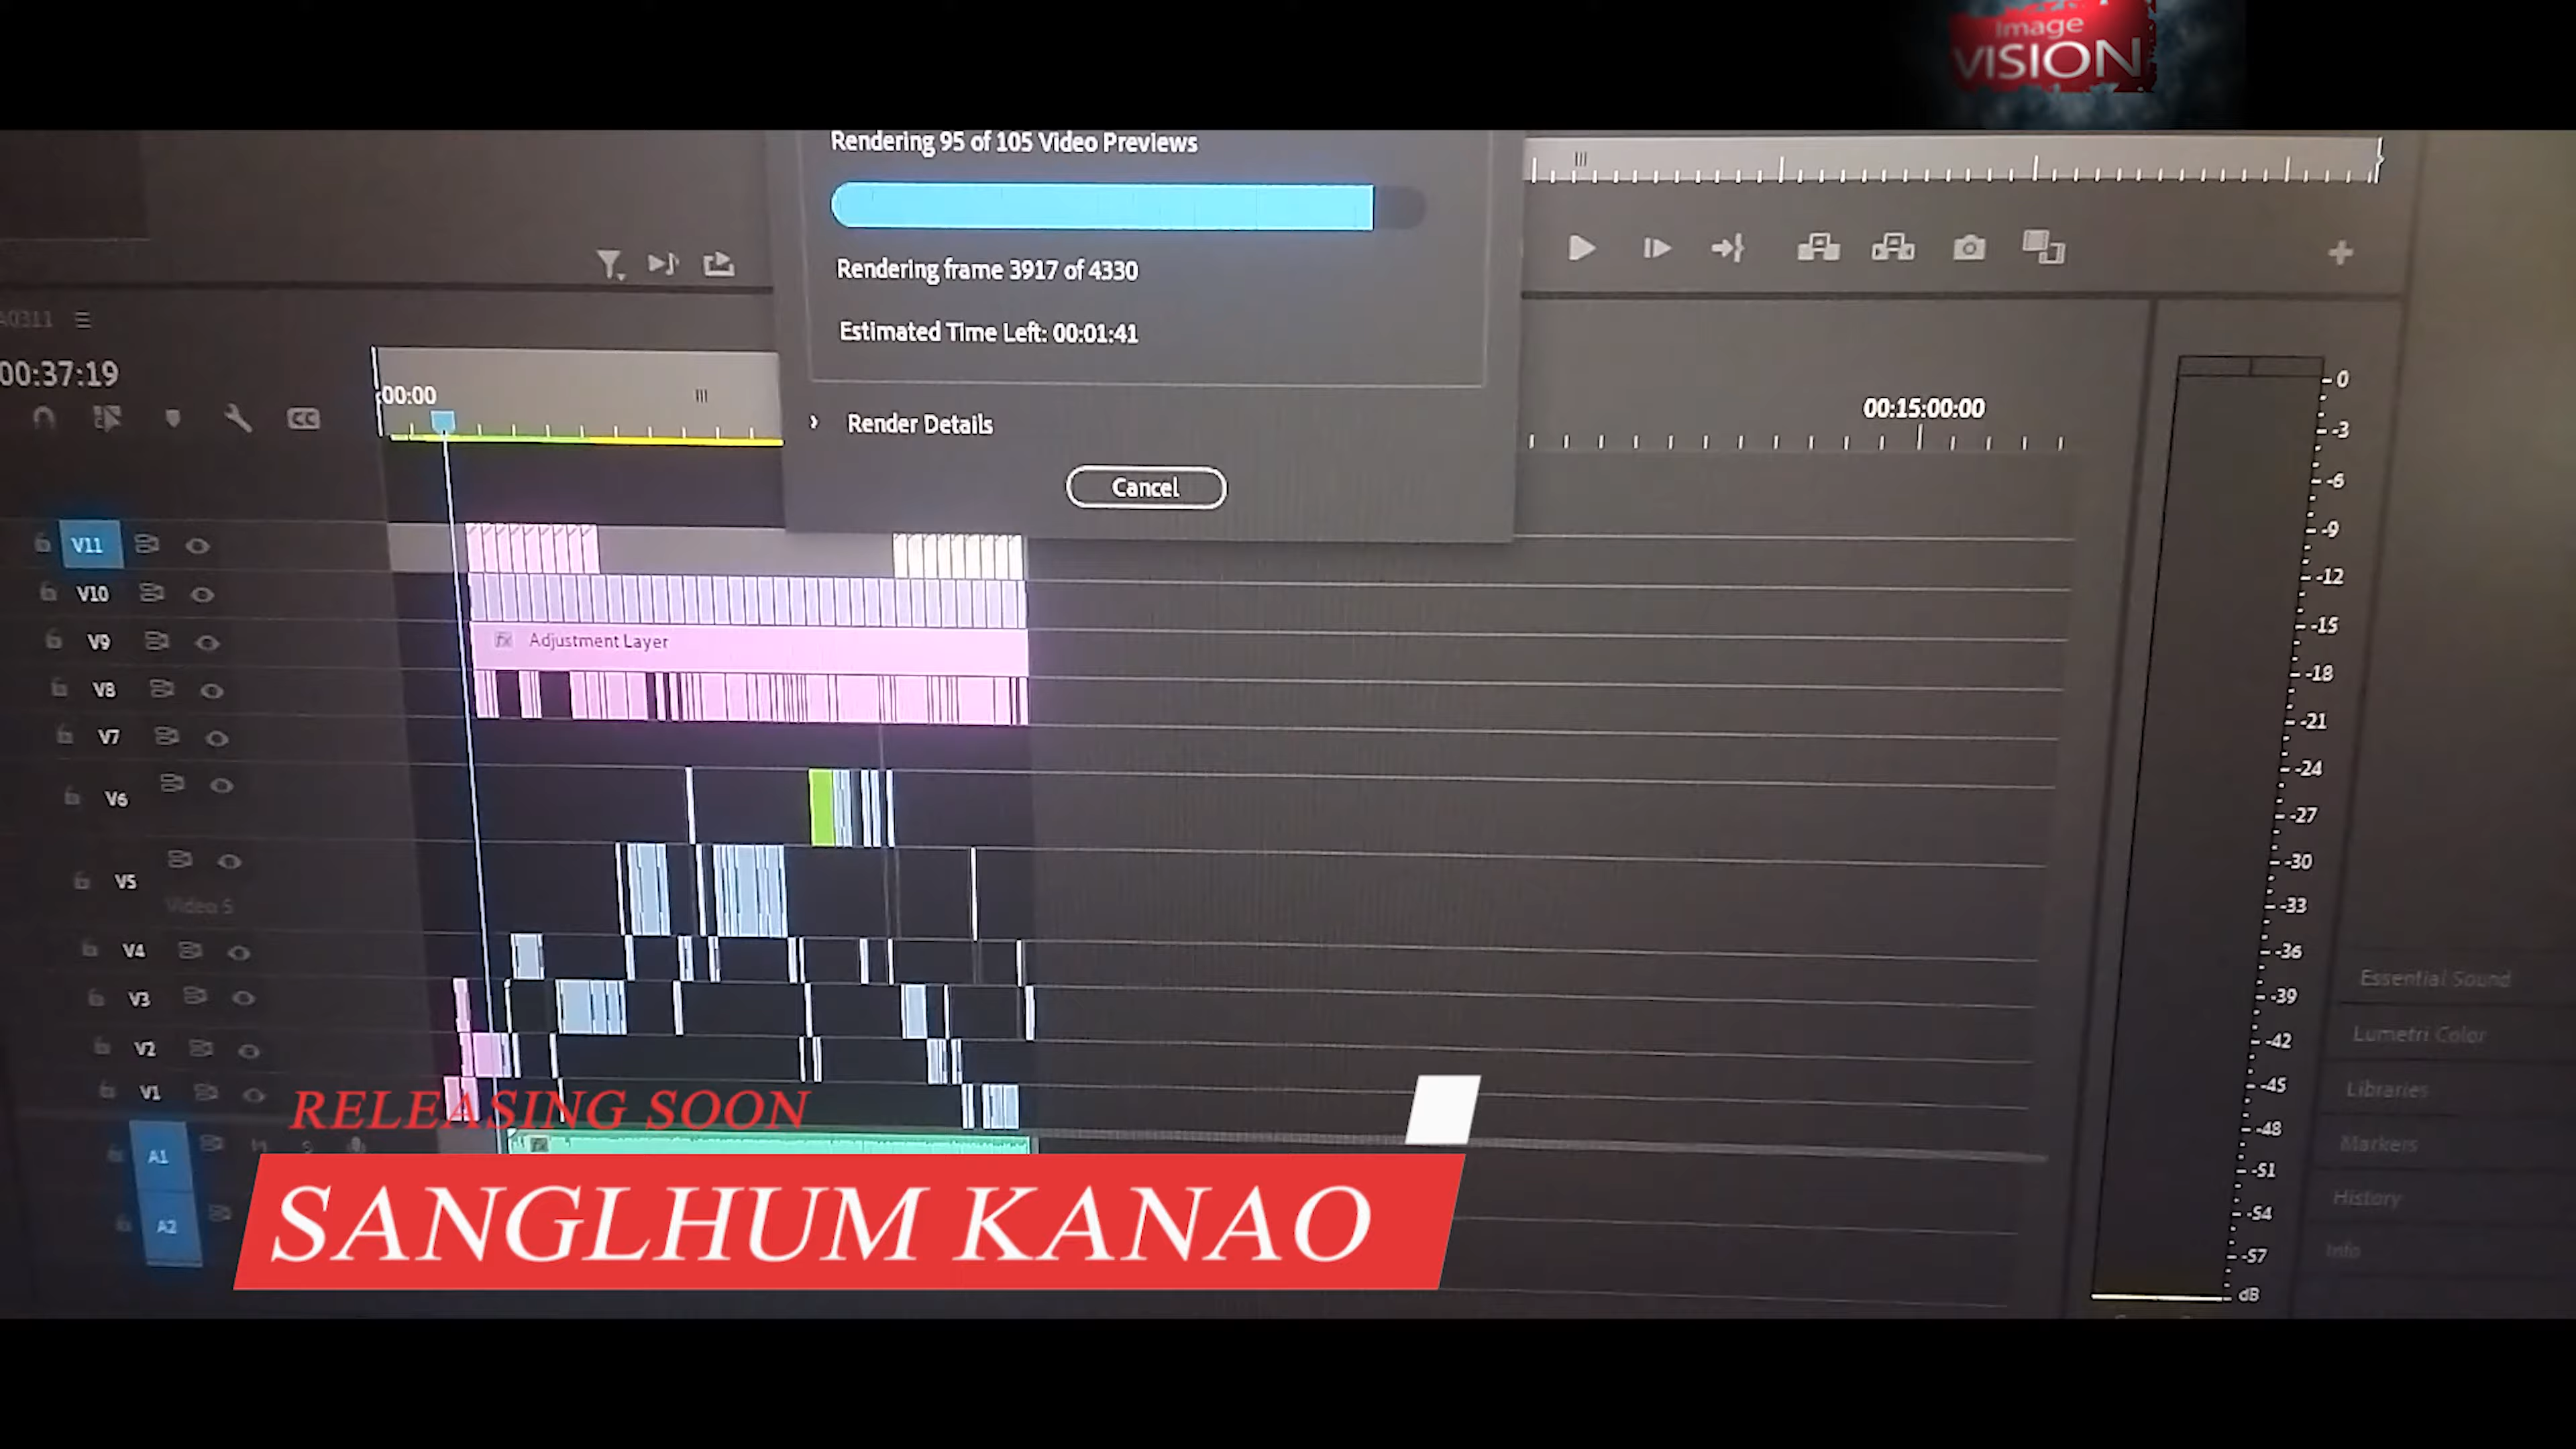 Image
VISION
Rendering 95 of 105 Video Previews
Rendering frame 3917 of 4330
Estimated Time Left: 00:01:41
Render Details
Cancel
00:37:19
:00:00
00:15:00:00
V11
V10
V9
Adjustment Layer
V8
V7
V6
V5
Video 5
V4
V3
V2
V1
A1
A2
0
-3
-6
-9
-12
-15
-18
-21
-24
-27
-30
-33
-36
-39
-42
-45
-48
-51
-54
-57
dB
Essential Sound
Lumetri Color
Libraries
Markers
History
Info
RELEASING SOON
SANGLHUM KANAO